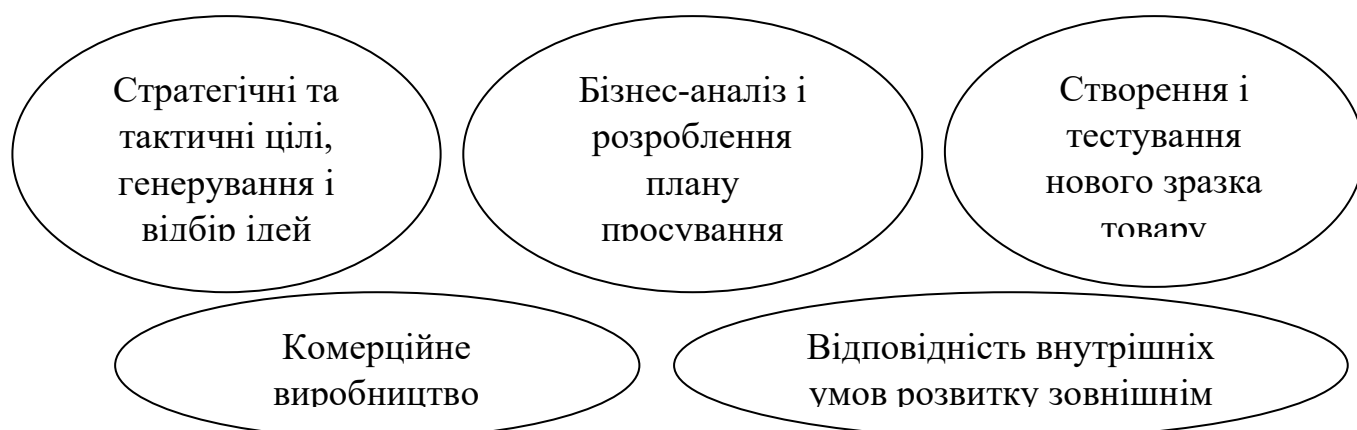 Стратегічні та
тактичні цілі,
генерування і
відбір ідей
Бізнес-аналіз і
розроблення
плану
просування
Створення і
тестування
нового зразка
товару
Комерційне
виробництво
Відповідність внутрішніх
умов розвитку зовнішнім